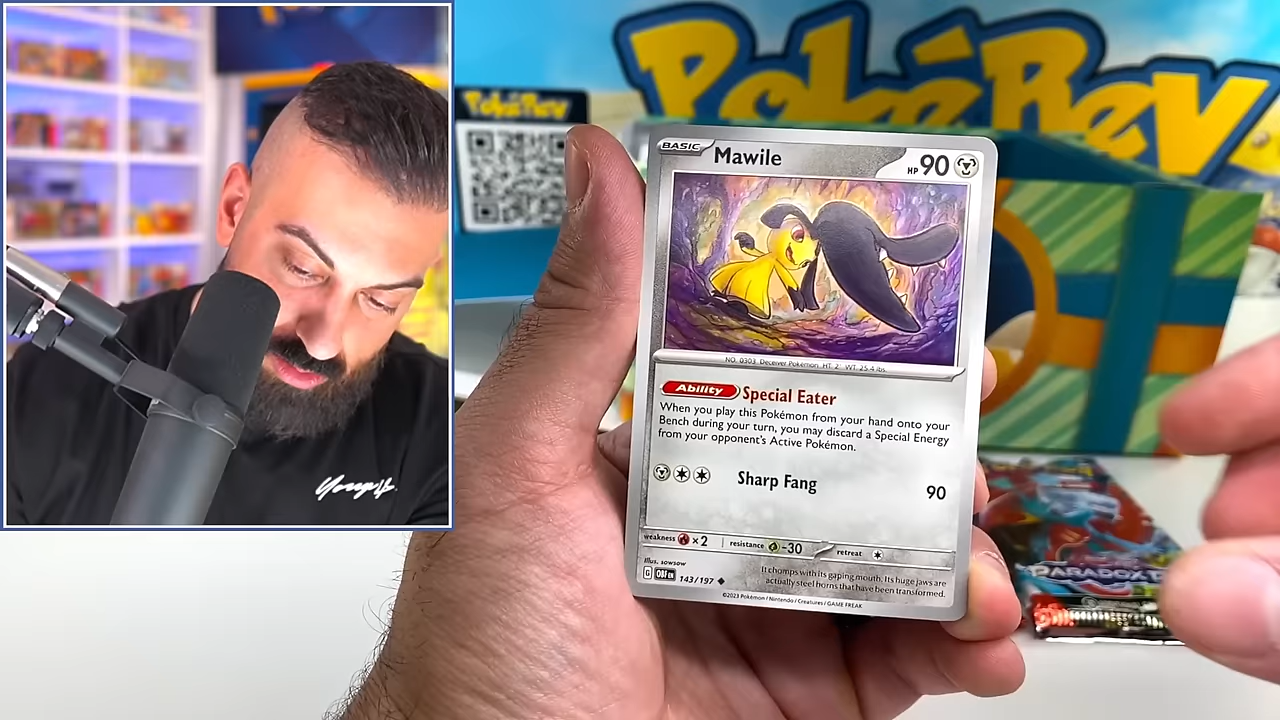 PokéRev
PokéRev
BASIC Mawile HP 90
NO. 0303 Deceiver Pokémon HT. 2' WT. 25.4 lbs.
Ability Special Eater
When you play this Pokémon from your hand onto your
Bench during your turn, you may discard a Special Energy
from your opponent's Active Pokémon.
Sharp Fang 90
weakness ×2 resistance -30 retreat
Illus. sowsow
G OBF EN 143/197
It chomps with its gaping mouth. Its huge jaws are
actually steel horns that have been transformed.
©2023 Pokémon / Nintendo / Creatures / GAME FREAK
PARADOX